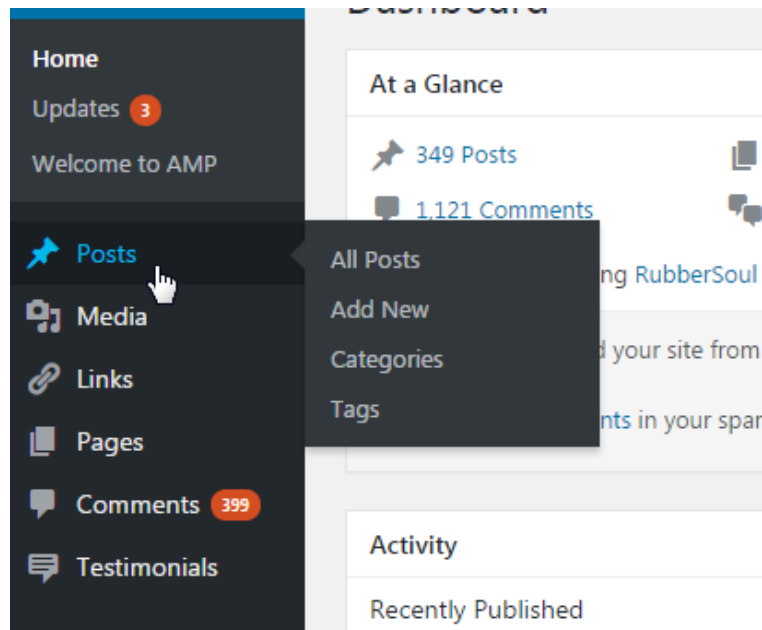 Home
Updates 3
Welcome to AMP
Posts
Media
Links
Pages
Comments 399
Testimonials
All Posts
Add New
Categories
Tags
Dashboard
At a Glance
349 Posts
1,121 Comments
ng RubberSoul
your site from
nts in your spa
Activity
Recently Published